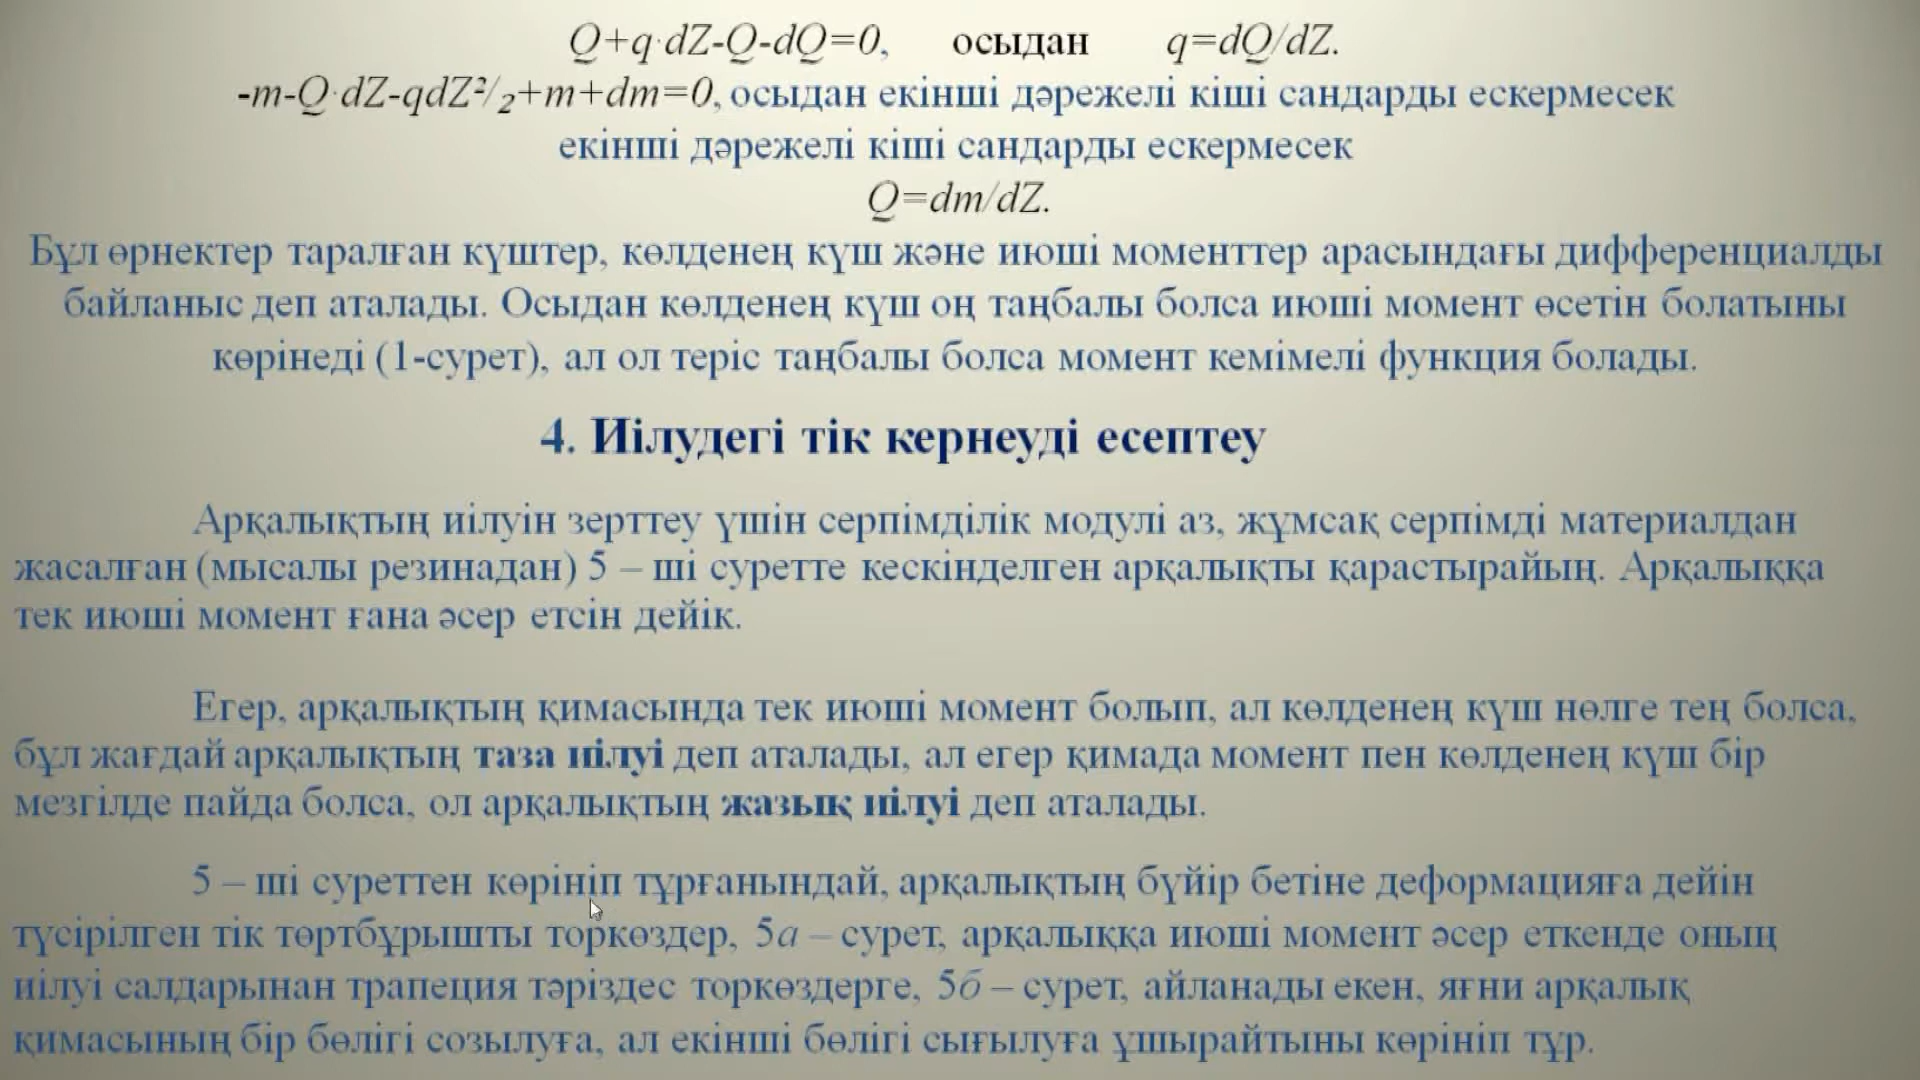 Q+q·dZ-Q-dQ=0, осыдан q=dQ/dZ.
-m-Q·dZ-qdZ²/₂+m+dm=0, осыдан екінші дәрежелі кіші сандарды ескермесек
екінші дәрежелі кіші сандарды ескермесек
Q=dm/dZ.
Бұл өрнектер таралған күштер, көлденең күш және июші моменттер арасындағы дифференциалды
байланыс деп аталады. Осыдан көлденең күш оң таңбалы болса июші момент өсетін болатыны
көрінеді (1-сурет), ал ол теріс таңбалы болса момент кемімелі функция болады.
4. Иілудегі тік кернеуді есептеу
Арқалықтың иілуін зерттеу үшін серпімділік модулі аз, жұмсақ серпімді материалдан
жасалған (мысалы резинадан) 5 – ші суретте кескінделген арқалықты қарастырайың. Арқалыққа
тек июші момент ғана әсер етсін дейік.
Егер, арқалықтың қимасында тек июші момент болып, ал көлденең күш нөлге тең болса,
бұл жағдай арқалықтың таза иілуі деп аталады, ал егер қимада момент пен көлденең күш бір
мезгілде пайда болса, ол арқалықтың жазық иілуі деп аталады.
5 – ші суреттен көрініп тұрғанындай, арқалықтың бүйір бетіне деформацияға дейін
түсірілген тік төртбұрышты торкөздер, 5а – сурет, арқалыққа июші момент әсер еткенде оның
иілуі салдарынан трапеция тәріздес торкөздерге, 5б – сурет, айланады екен, яғни арқалық
қимасының бір бөлігі созылуға, ал екінші бөлігі сығылуға ұшырайтыны көрініп тұр.